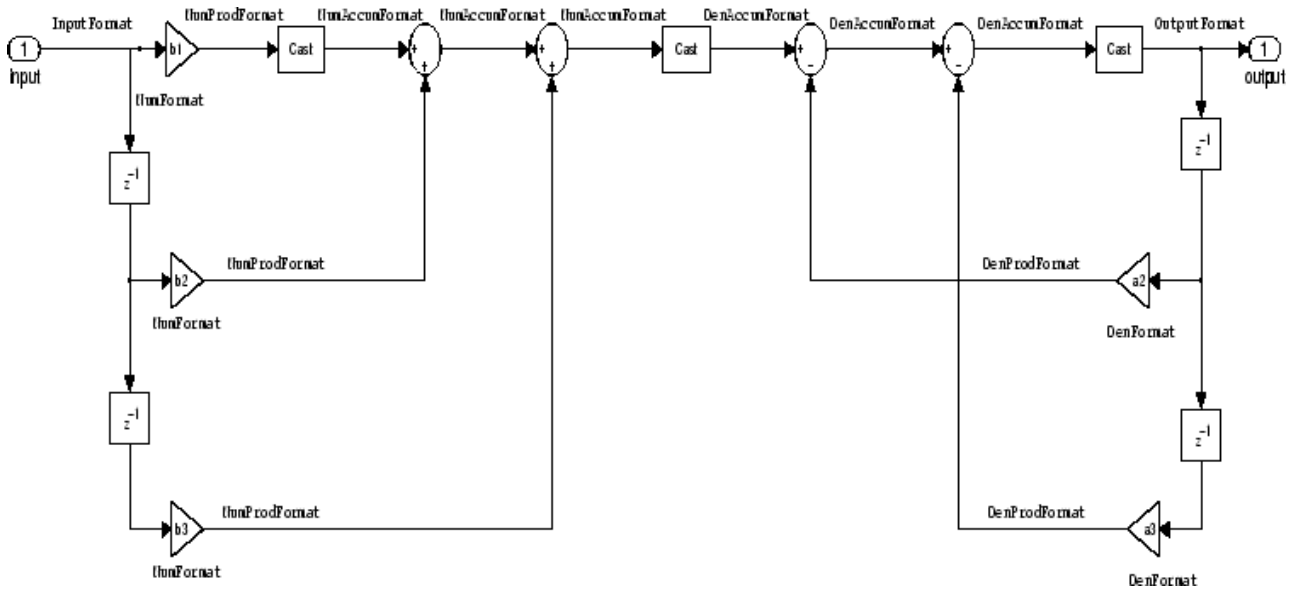 InputFormat
NumProdFormat
NumAccumFormat
NumAccumFormat
NumAccumFormat
DenAccumFormat
DenAccumFormat
DenAccumFormat
OutputFormat
1
input
b1
Cast
+
+
+
+
Cast
+
-
+
-
Cast
1
output
NumFormat
z-1
z-1
b2
NumProdFormat
NumFormat
DenProdFormat
a2
DenFormat
z-1
z-1
b3
NumProdFormat
NumFormat
DenProdFormat
a3
DenFormat